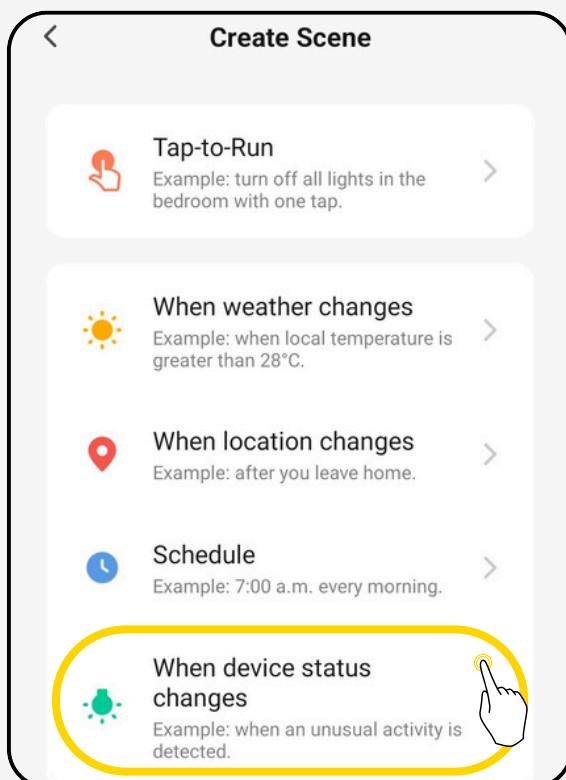 Create Scene
Tap-to-Run
Example: turn off all lights in the
bedroom with one tap.
When weather changes
Example: when local temperature is
greater than 28°C.
When location changes
Example: after you leave home.
Schedule
Example: 7:00 a.m. every morning.
When device status
changes
Example: when an unusual activity is
detected.